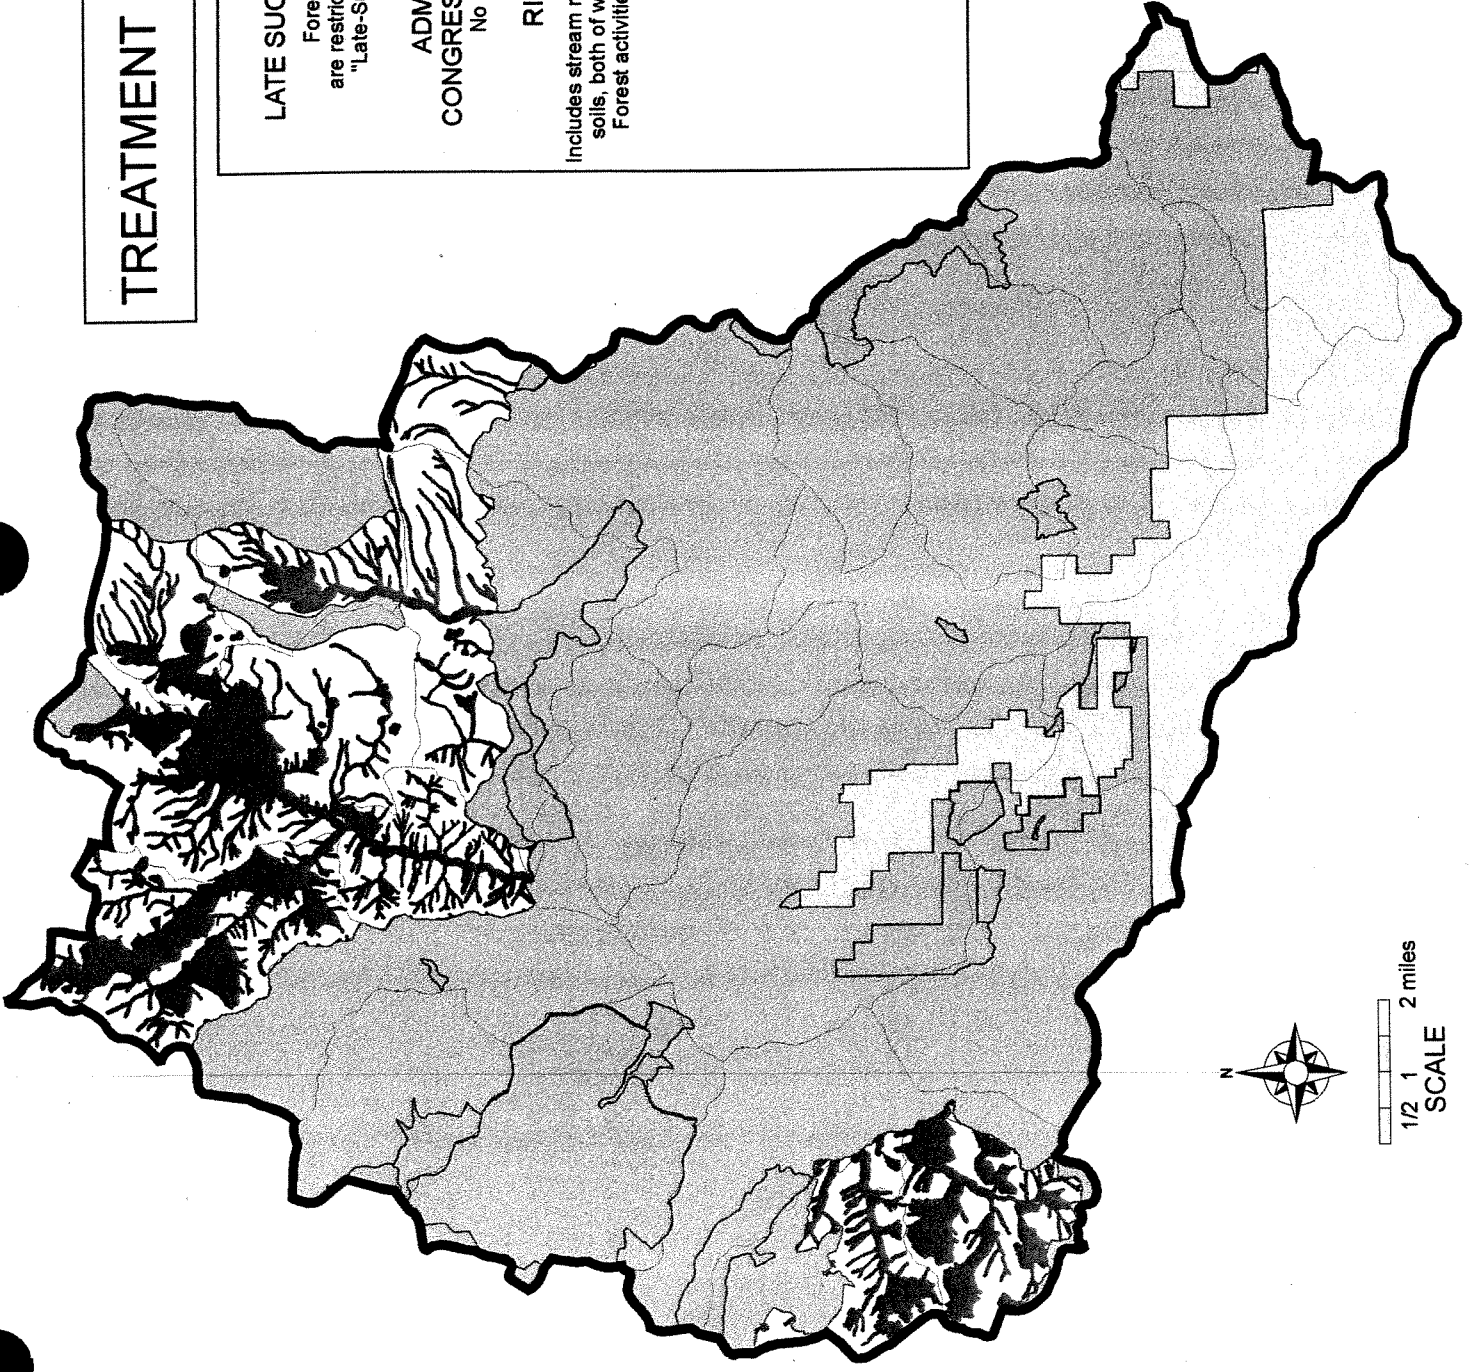 TREATMENT
LATE SUC
Fore
are restric
"Late-S
ADM
CONGRES
No
RI
Includes stream r
soils, both of w
Forest activitie
N
1/2 1 2 miles
SCALE